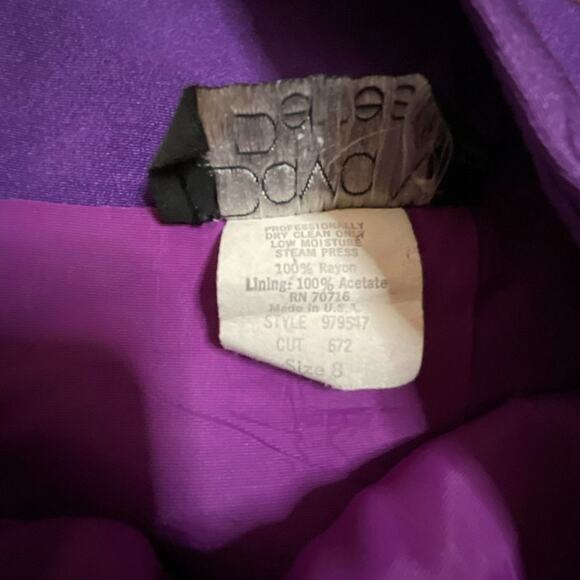 PROFESSIONALLY
DRY CLEAN ONLY
LOW MOISTURE
STEAM PRESS
100% Rayon
Lining: 100% Acetate
RN 70716
Made in U.S.A.
STYLE 979547
CUT 672
Size 8